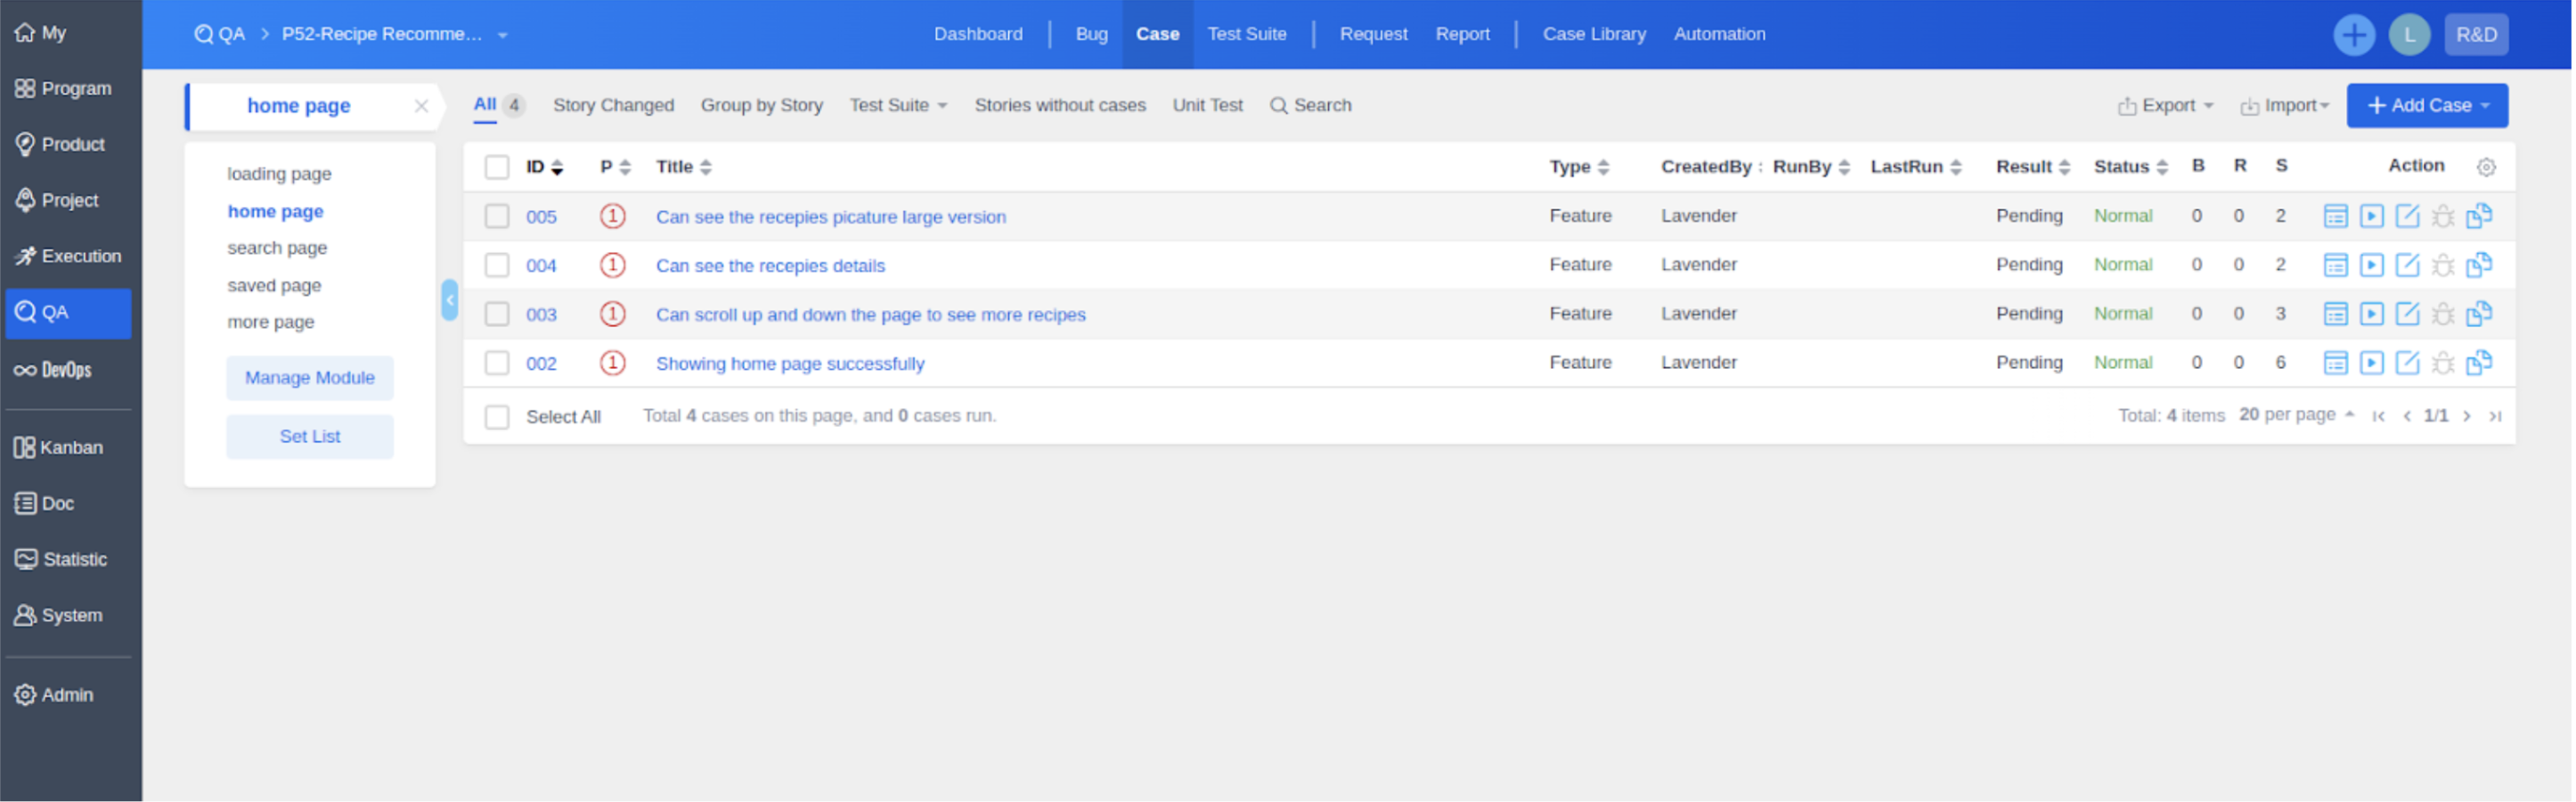 My
Program
Product
Project
Execution
QA
DevOps
Kanban
Doc
Statistic
System
Admin
QA > P52-Recipe Recomme...
Dashboard | Bug Case Test Suite | Request Report | Case Library Automation
L R&D
home page ×
loading page
home page
search page
saved page
more page
Manage Module
Set List
All 4 Story Changed Group by Story Test Suite Stories without cases Unit Test Search
Export Import + Add Case
ID P Title Type CreatedBy RunBy LastRun Result Status B R S Action
005 1 Can see the recepies picature large version Feature Lavender Pending Normal 0 0 2
004 1 Can see the recepies details Feature Lavender Pending Normal 0 0 2
003 1 Can scroll up and down the page to see more recipes Feature Lavender Pending Normal 0 0 3
002 1 Showing home page successfully Feature Lavender Pending Normal 0 0 6
Select All Total 4 cases on this page, and 0 cases run. Total: 4 items 20 per page 1/1